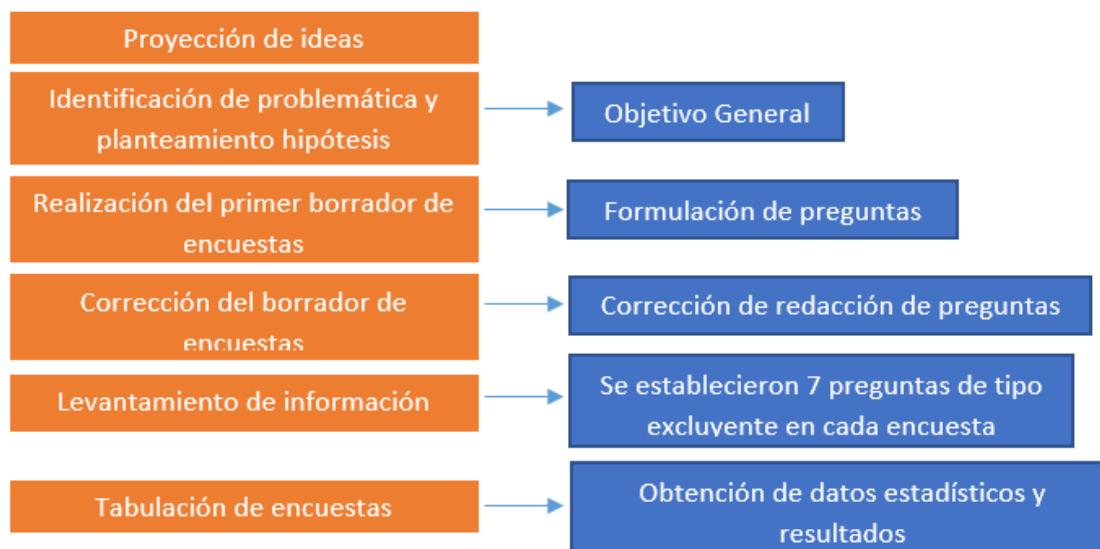 Proyección de ideas
Identificación de problemática y
planteamiento hipótesis
Objetivo General
Realización del primer borrador de
encuestas
Formulación de preguntas
Corrección del borrador de
encuestas
Corrección de redacción de preguntas
Levantamiento de información
Se establecieron 7 preguntas de tipo
excluyente en cada encuesta
Tabulación de encuestas
Obtención de datos estadísticos y
resultados